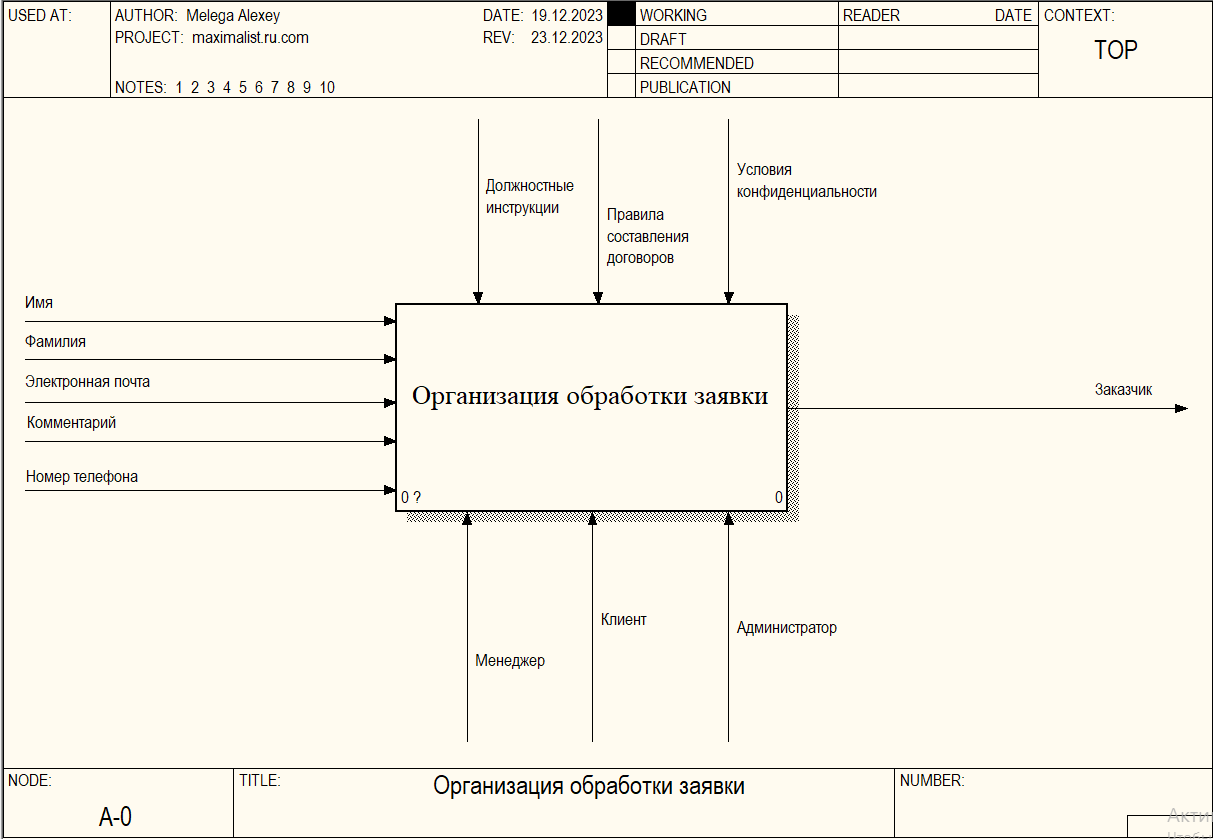 USED AT:
AUTHOR: Melega Alexey
DATE: 19.12.2023
PROJECT: maximalist.ru.com
REV: 23.12.2023
NOTES: 1 2 3 4 5 6 7 8 9 10
WORKING
DRAFT
RECOMMENDED
PUBLICATION
READER DATE
CONTEXT:
TOP
Должностные
инструкции
Правила
составления
договоров
Условия
конфиденциальности
Имя
Фамилия
Электронная почта
Комментарий
Номер телефона
Организация обработки заявки
0 ?
0
Заказчик
Менеджер
Клиент
Администратор
NODE:
A-0
TITLE:
Организация обработки заявки
NUMBER: